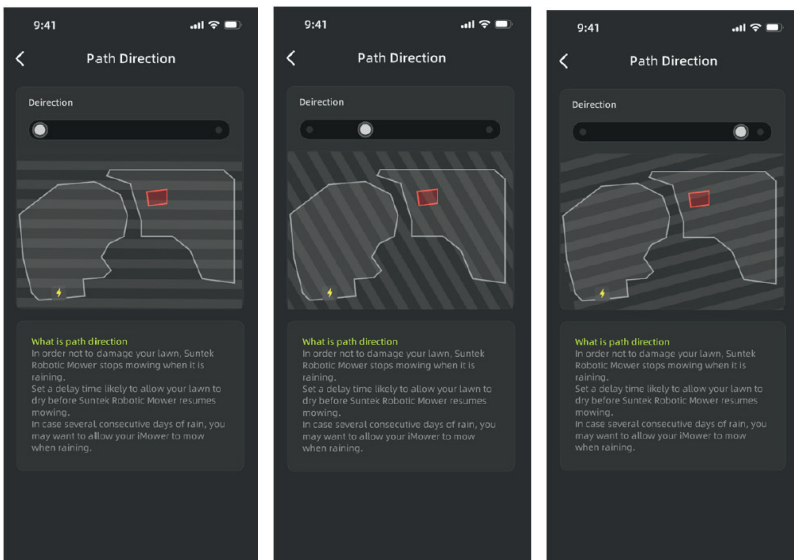 9:41
Path Direction
Deirection
What is path direction
In order not to damage your lawn, Suntek
Robotic Mower stops mowing when it is
raining.
Set a delay time likely to allow your lawn to
dry before Suntek Robotic Mower resumes
mowing.
In case several consecutive days of rain, you
may want to allow your iMower to mow
when raining.
9:41
Path Direction
Deirection
What is path direction
In order not to damage your lawn, Suntek
Robotic Mower stops mowing when it is
raining.
Set a delay time likely to allow your lawn to
dry before Suntek Robotic Mower resumes
mowing.
In case several consecutive days of rain, you
may want to allow your iMower to mow
when raining.
9:41
Path Direction
Deirection
What is path direction
In order not to damage your lawn, Suntek
Robotic Mower stops mowing when it is
raining.
Set a delay time likely to allow your lawn to
dry before Suntek Robotic Mower resumes
mowing.
In case several consecutive days of rain, you
may want to allow your iMower to mow
when raining.